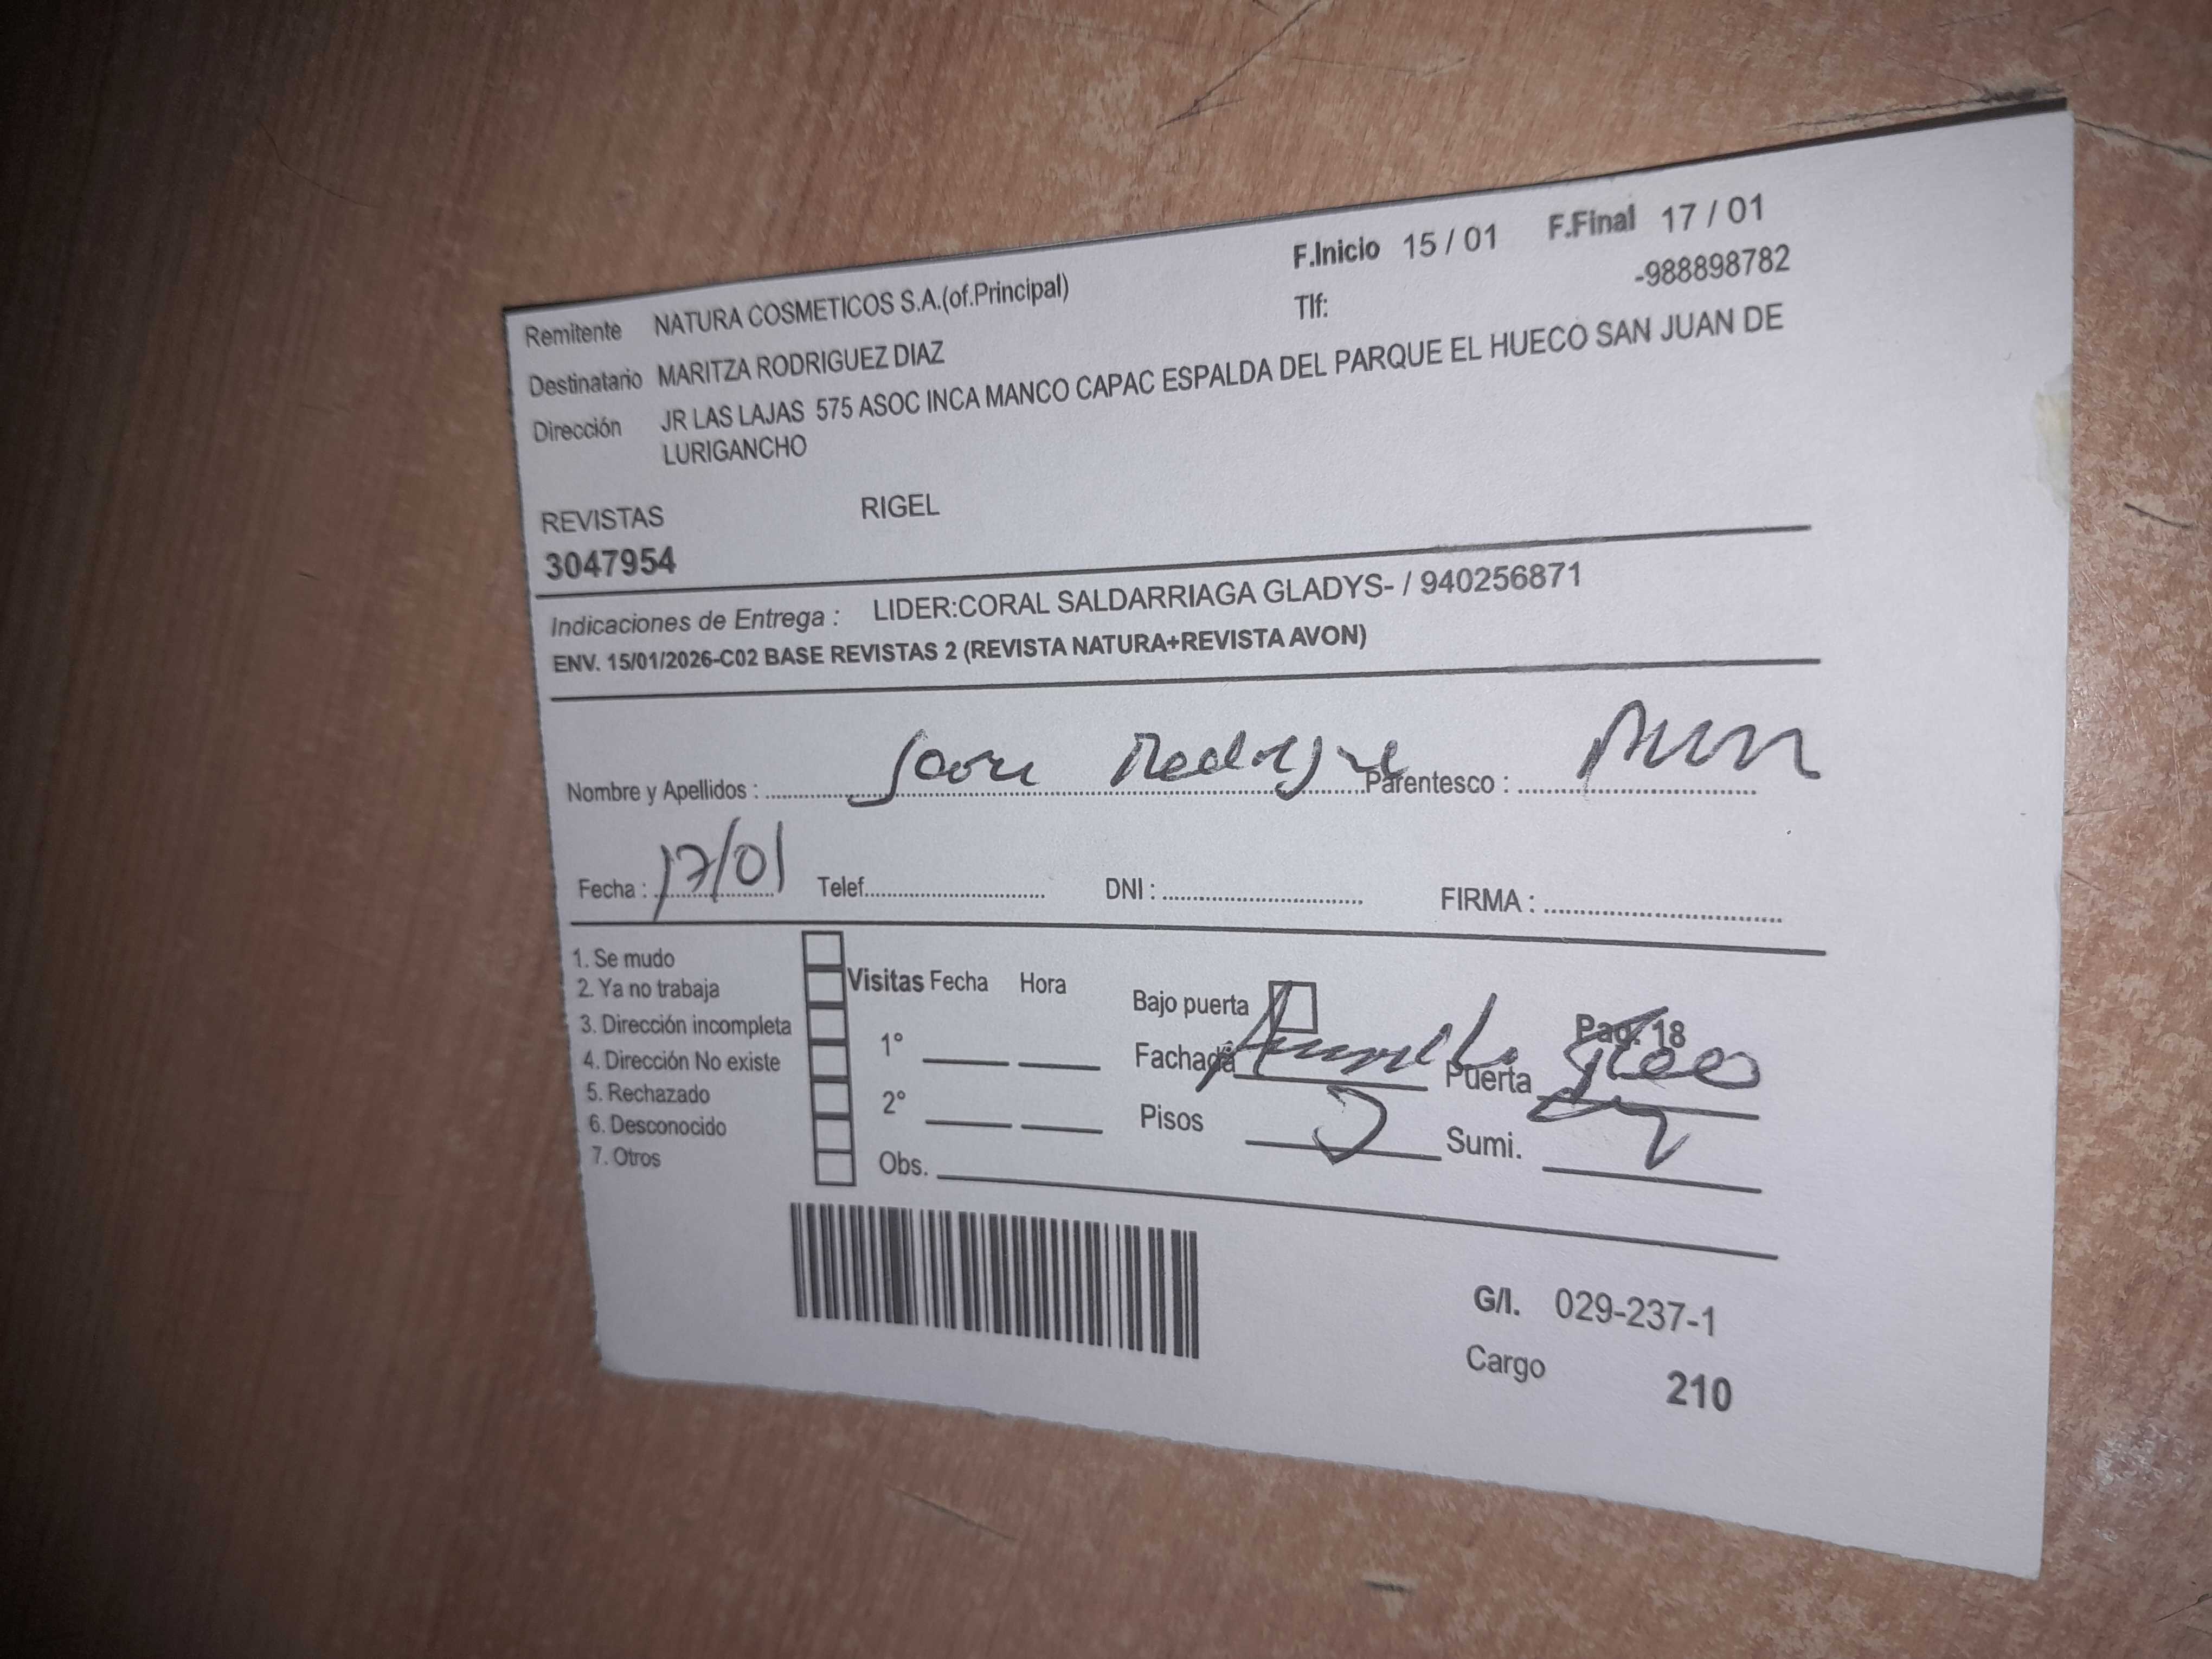 F.Inicio 15 / 01 F.Final 17 / 01
Remitente NATURA COSMETICOS S.A.(of.Principal) Tlf: -988898782
Destinatario MARITZA RODRIGUEZ DIAZ
Dirección JR LAS LAJAS 575 ASOC INCA MANCO CAPAC ESPALDA DEL PARQUE EL HUECO SAN JUAN DE
LURIGANCHO
REVISTAS RIGEL
3047954
Indicaciones de Entrega : LIDER:CORAL SALDARRIAGA GLADYS- / 940256871
ENV. 15/01/2026-C02 BASE REVISTAS 2 (REVISTA NATURA+REVISTA AVON)
Nombre y Apellidos : Parentesco :
Fecha : 17/01 Telef. DNI : FIRMA :
1. Se mudo
2. Ya no trabaja
3. Dirección incompleta
4. Dirección No existe
5. Rechazado
6. Desconocido
7. Otros
Visitas Fecha Hora
1°
2°
Obs.
Bajo puerta Pag. 18
Fachada Puerta
Pisos 2 Sumi.
G/I. 029-237-1
Cargo 210